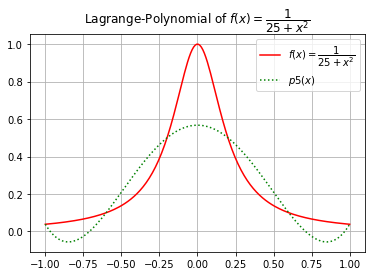 Lagrange-Polynomial of f(x) = 1/(25 + x²)
f(x) = 1/(25 + x²)
p5(x)
1.0
0.8
0.6
0.4
0.2
0.0
−1.00 −0.75 −0.50 −0.25 0.00 0.25 0.50 0.75 1.00